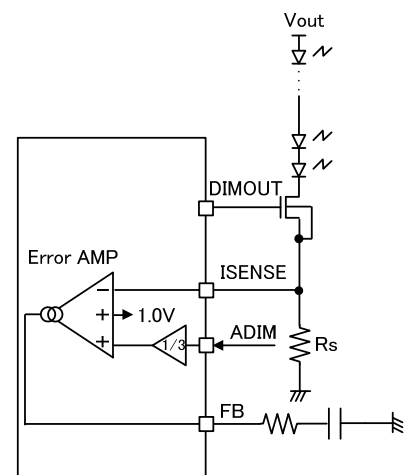 Vout
DIMOUT
Error AMP
ISENSE
−
+
1.0V
ADIM
+
1/3
Rs
FB